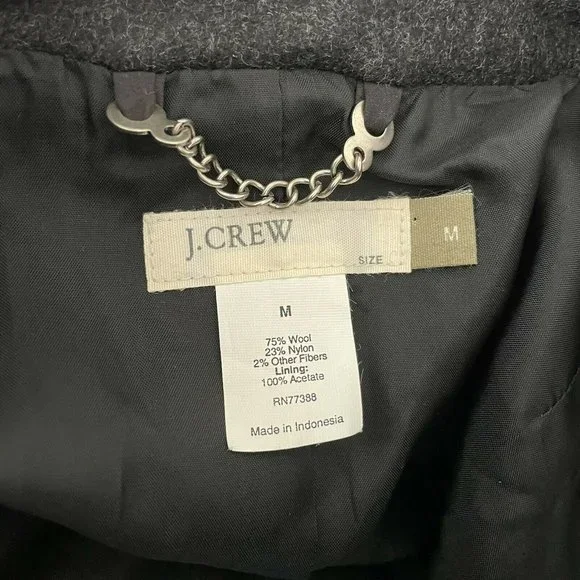 J.CREW
SIZE
M
M
75% Wool
23% Nylon
2% Other Fibers
Lining:
100% Acetate
RN77388
Made in Indonesia